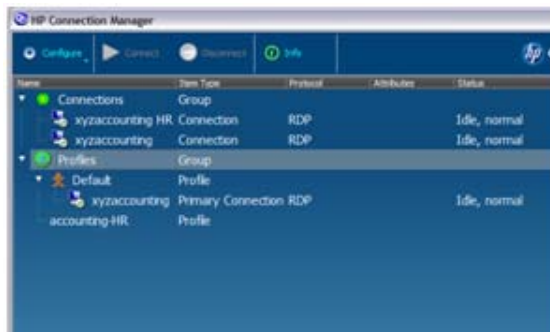 HP Connection Manager
Configure Connect Disconnect Info hp
Name Item Type Protocol Attributes Status
Connections Group
xyzaccounting HR Connection RDP Idle, normal
xyzaccounting Connection RDP Idle, normal
Profiles Group
Default Profile
xyzaccounting Primary Connection RDP Idle, normal
accounting-HR Profile